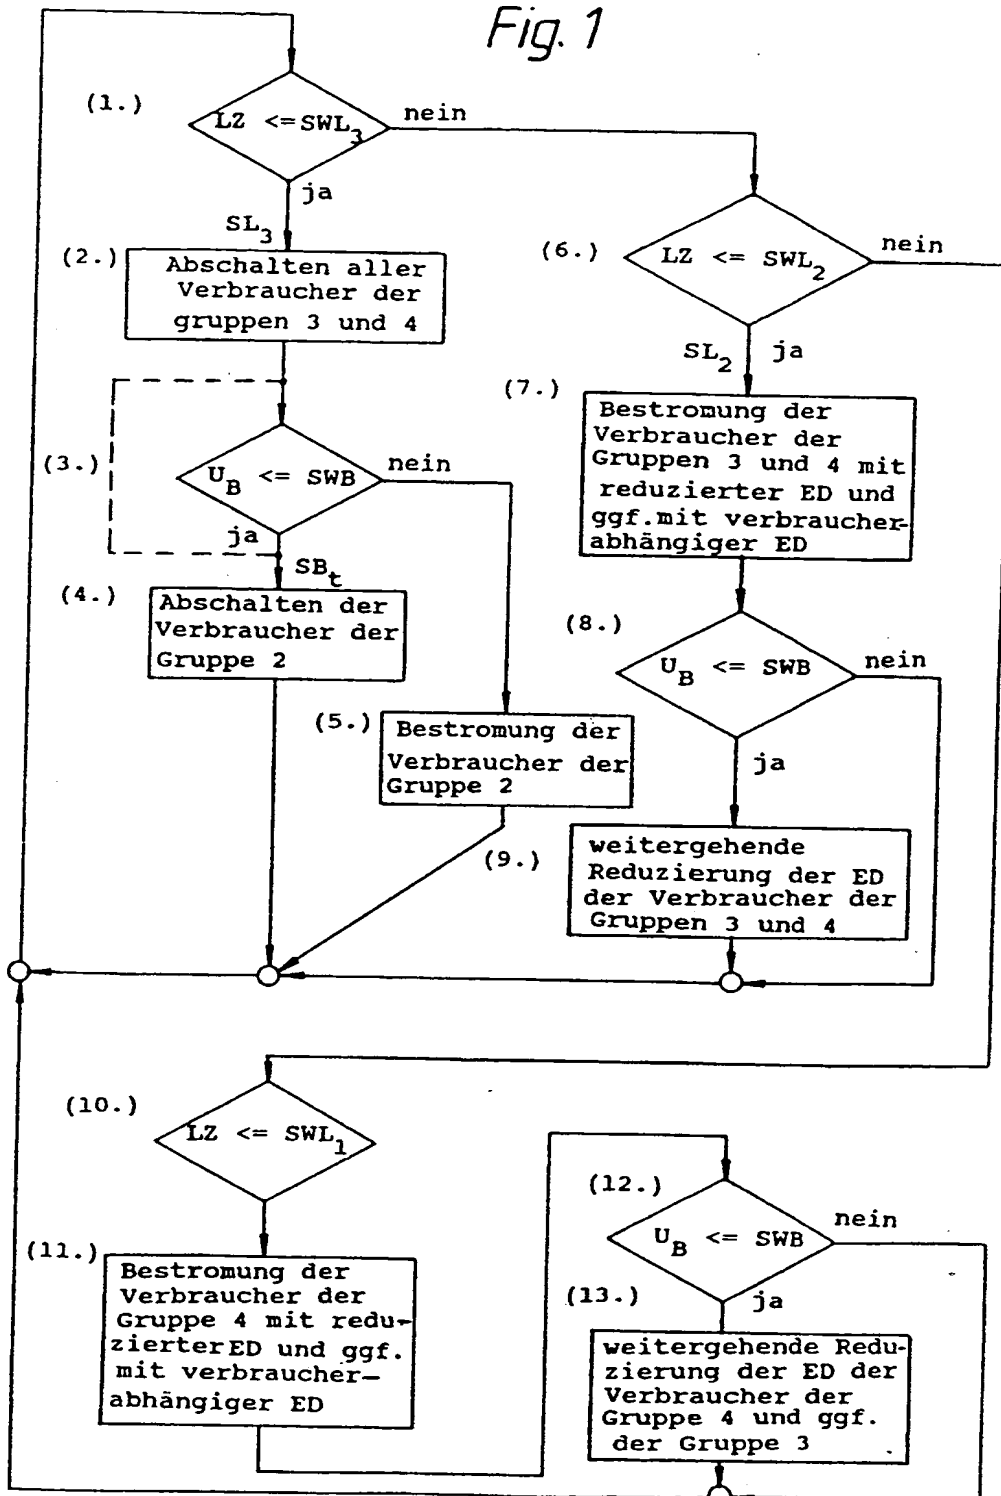 Fig. 1
(1.)
LZ <=SWL3
nein
ja
SL3
(2.)
Abschalten aller
Verbraucher der
gruppen 3 und 4
(3.)
UB <= SWB
nein
ja
SBt
(4.)
Abschalten der
Verbraucher der
Gruppe 2
(5.)
Bestromung der
Verbraucher der
Gruppe 2
(6.)
LZ <= SWL2
nein
SL2
ja
(7.)
Bestromung der
Verbraucher der
Gruppen 3 und 4 mit
reduzierter ED und
ggf.mit verbraucher-
abhängiger ED
(8.)
UB <= SWB
nein
ja
(9.)
weitergehende
Reduzierung der ED
der Verbraucher der
Gruppen 3 und 4
(10.)
LZ <= SWL1
(11.)
Bestromung der
Verbraucher der
Gruppe 4 mit redu-
zierter ED und ggf.
mit verbraucher-
abhängiger ED
(12.)
UB <= SWB
nein
(13.)
ja
weitergehende Redu-
zierung der ED der
Verbraucher der
Gruppe 4 und ggf.
der Gruppe 3